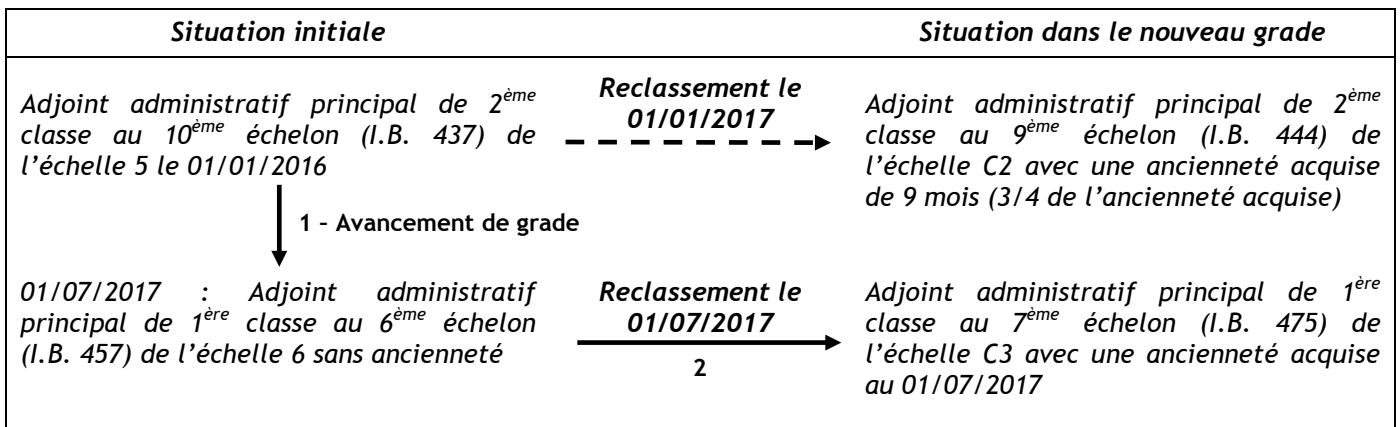 Situation initiale
Situation dans le nouveau grade
Adjoint administratif principal de 2ème
classe au 10ème échelon (I.B. 437) de
l’échelle 5 le 01/01/2016
Reclassement le
01/01/2017
Adjoint administratif principal de 2ème
classe au 9ème échelon (I.B. 444) de
l’échelle C2 avec une ancienneté acquise
de 9 mois (3/4 de l’ancienneté acquise)
1 – Avancement de grade
01/07/2017 : Adjoint administratif
principal de 1ère classe au 6ème échelon
(I.B. 457) de l’échelle 6 sans ancienneté
Reclassement le
01/07/2017
2
Adjoint administratif principal de 1ère
classe au 7ème échelon (I.B. 475) de
l’échelle C3 avec une ancienneté acquise
au 01/07/2017